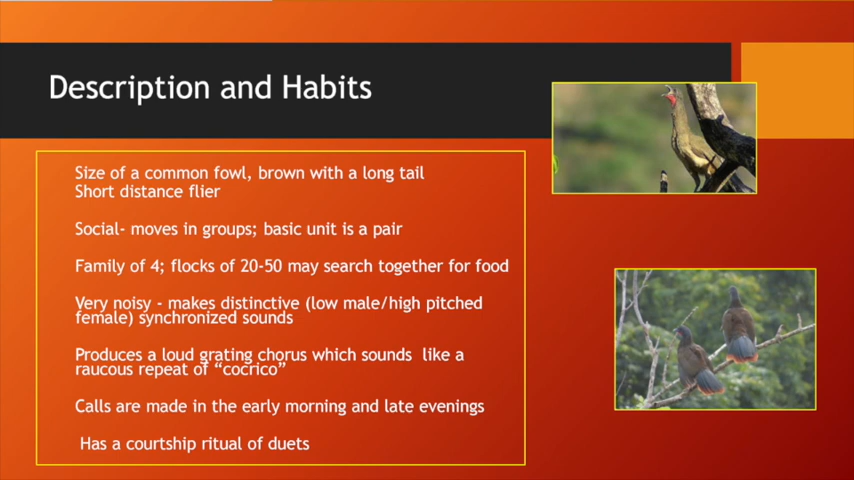 Description and Habits
Size of a common fowl, brown with a long tail
Short distance flier
Social- moves in groups; basic unit is a pair
Family of 4; flocks of 20-50 may search together for food
Very noisy - makes distinctive (low male/high pitched
female) synchronized sounds
Produces a loud grating chorus which sounds like a
raucous repeat of “cocrico”
Calls are made in the early morning and late evenings
Has a courtship ritual of duets